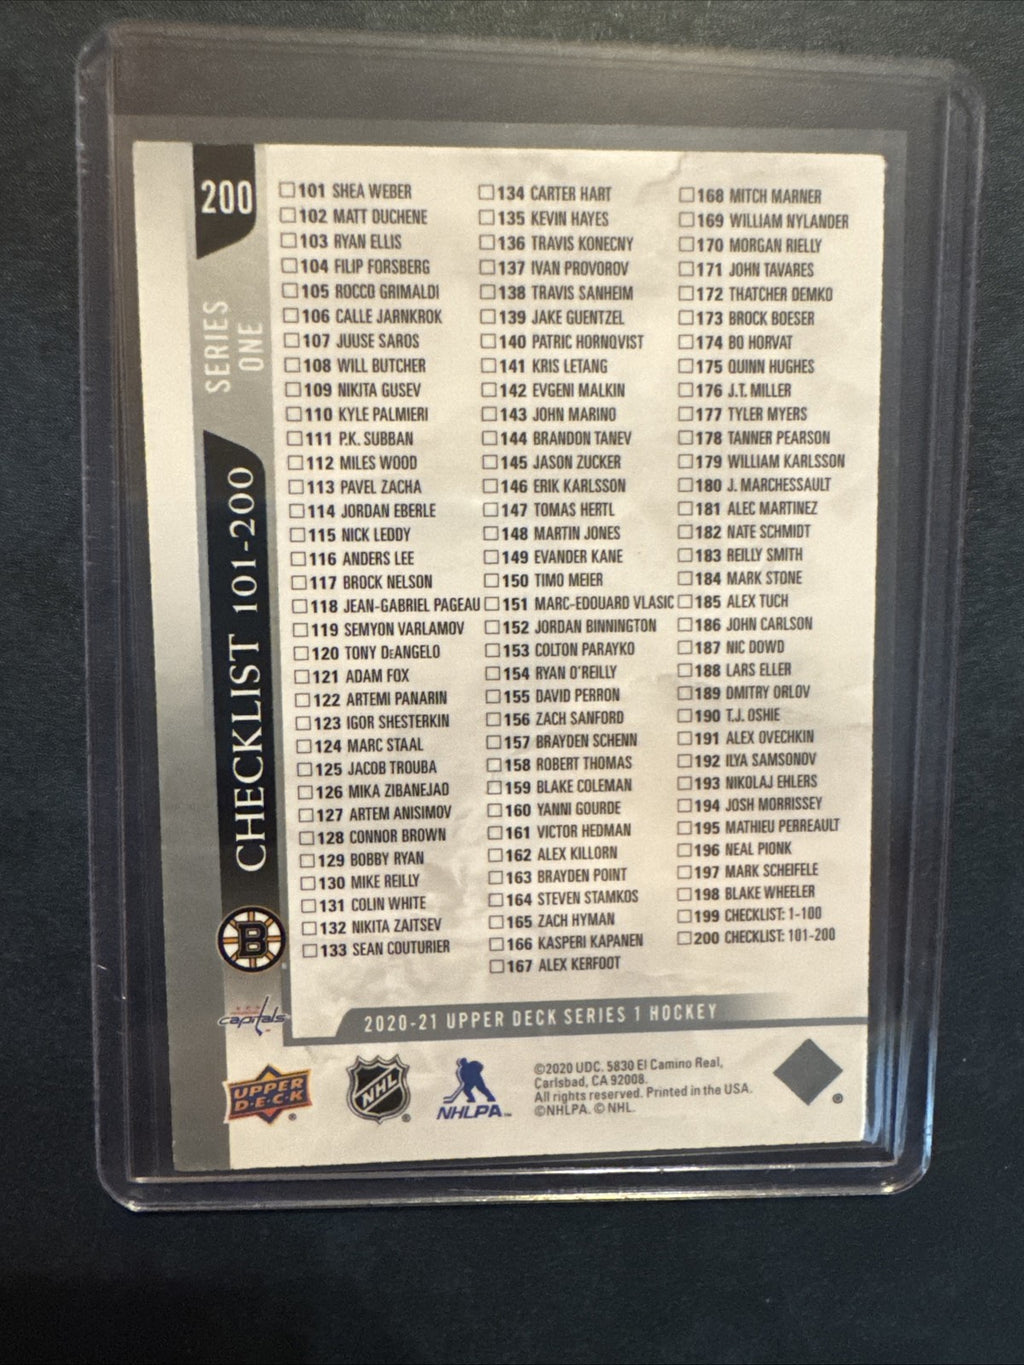 200
SERIES
ONE
CHECKLIST 101-200
101 SHEA WEBER
102 MATT DUCHENE
103 RYAN ELLIS
104 FILIP FORSBERG
105 ROCCO GRIMALDI
106 CALLE JARNKROK
107 JUUSE SAROS
108 WILL BUTCHER
109 NIKITA GUSEV
110 KYLE PALMIERI
111 P.K. SUBBAN
112 MILES WOOD
113 PAVEL ZACHA
114 JORDAN EBERLE
115 NICK LEDDY
116 ANDERS LEE
117 BROCK NELSON
118 JEAN-GABRIEL PAGEAU
119 SEMYON VARLAMOV
120 TONY DeANGELO
121 ADAM FOX
122 ARTEMI PANARIN
123 IGOR SHESTERKIN
124 MARC STAAL
125 JACOB TROUBA
126 MIKA ZIBANEJAD
127 ARTEM ANISIMOV
128 CONNOR BROWN
129 BOBBY RYAN
130 MIKE REILLY
131 COLIN WHITE
132 NIKITA ZAITSEV
133 SEAN COUTURIER
134 CARTER HART
135 KEVIN HAYES
136 TRAVIS KONECNY
137 IVAN PROVOROV
138 TRAVIS SANHEIM
139 JAKE GUENTZEL
140 PATRIC HORNQVIST
141 KRIS LETANG
142 EVGENI MALKIN
143 JOHN MARINO
144 BRANDON TANEV
145 JASON ZUCKER
146 ERIK KARLSSON
147 TOMAS HERTL
148 MARTIN JONES
149 EVANDER KANE
150 TIMO MEIER
151 MARC-EDOUARD VLASIC
152 JORDAN BINNINGTON
153 COLTON PARAYKO
154 RYAN O'REILLY
155 DAVID PERRON
156 ZACH SANFORD
157 BRAYDEN SCHENN
158 ROBERT THOMAS
159 BLAKE COLEMAN
160 YANNI GOURDE
161 VICTOR HEDMAN
162 ALEX KILLORN
163 BRAYDEN POINT
164 STEVEN STAMKOS
165 ZACH HYMAN
166 KASPERI KAPANEN
167 ALEX KERFOOT
168 MITCH MARNER
169 WILLIAM NYLANDER
170 MORGAN RIELLY
171 JOHN TAVARES
172 THATCHER DEMKO
173 BROCK BOESER
174 BO HORVAT
175 QUINN HUGHES
176 J.T. MILLER
177 TYLER MYERS
178 TANNER PEARSON
179 WILLIAM KARLSSON
180 J. MARCHESSAULT
181 ALEC MARTINEZ
182 NATE SCHMIDT
183 REILLY SMITH
184 MARK STONE
185 ALEX TUCH
186 JOHN CARLSON
187 NIC DOWD
188 LARS ELLER
189 DMITRY ORLOV
190 T.J. OSHIE
191 ALEX OVECHKIN
192 ILYA SAMSONOV
193 NIKOLAJ EHLERS
194 JOSH MORRISSEY
195 MATHIEU PERREAULT
196 NEAL PIONK
197 MARK SCHEIFELE
198 BLAKE WHEELER
199 CHECKLIST: 1-100
200 CHECKLIST: 101-200
B
capitals
2020-21 UPPER DECK SERIES 1 HOCKEY
UPPER
D·E·C·K
®
NHL
®
NHLPA™
©2020 UDC. 5830 El Camino Real,
Carlsbad, CA 92008.
All rights reserved. Printed in the USA.
©NHLPA. © NHL.
®